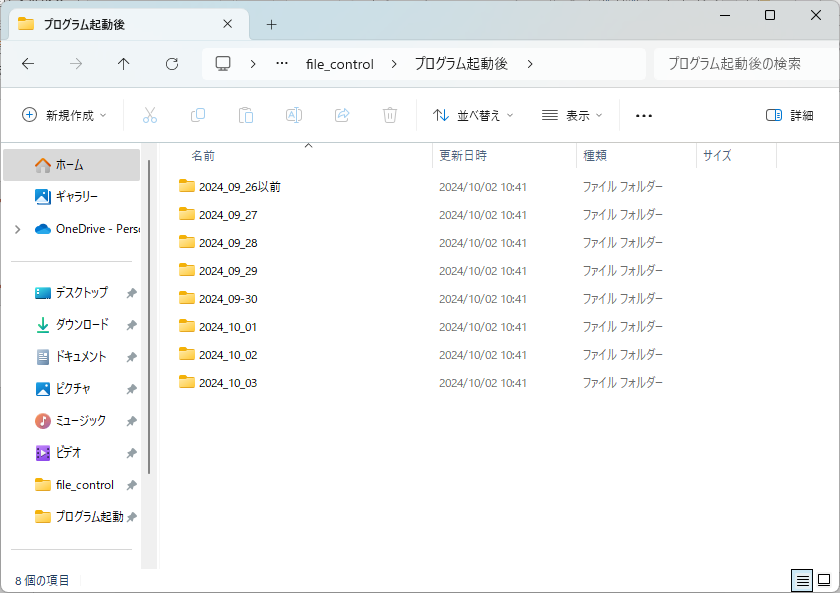 プログラム起動後
file_control プログラム起動後
プログラム起動後の検索
新規作成 並べ替え 表示 詳細
名前 更新日時 種類 サイズ
ホーム
ギャラリー
OneDrive - Perso
デスクトップ
ダウンロード
ドキュメント
ピクチャ
ミュージック
ビデオ
file_control
プログラム起動
2024_09_26以前 2024/10/02 10:41 ファイル フォルダー
2024_09_27 2024/10/02 10:41 ファイル フォルダー
2024_09_28 2024/10/02 10:41 ファイル フォルダー
2024_09_29 2024/10/02 10:41 ファイル フォルダー
2024_09-30 2024/10/02 10:41 ファイル フォルダー
2024_10_01 2024/10/02 10:41 ファイル フォルダー
2024_10_02 2024/10/02 10:41 ファイル フォルダー
2024_10_03 2024/10/02 10:41 ファイル フォルダー
8 個の項目